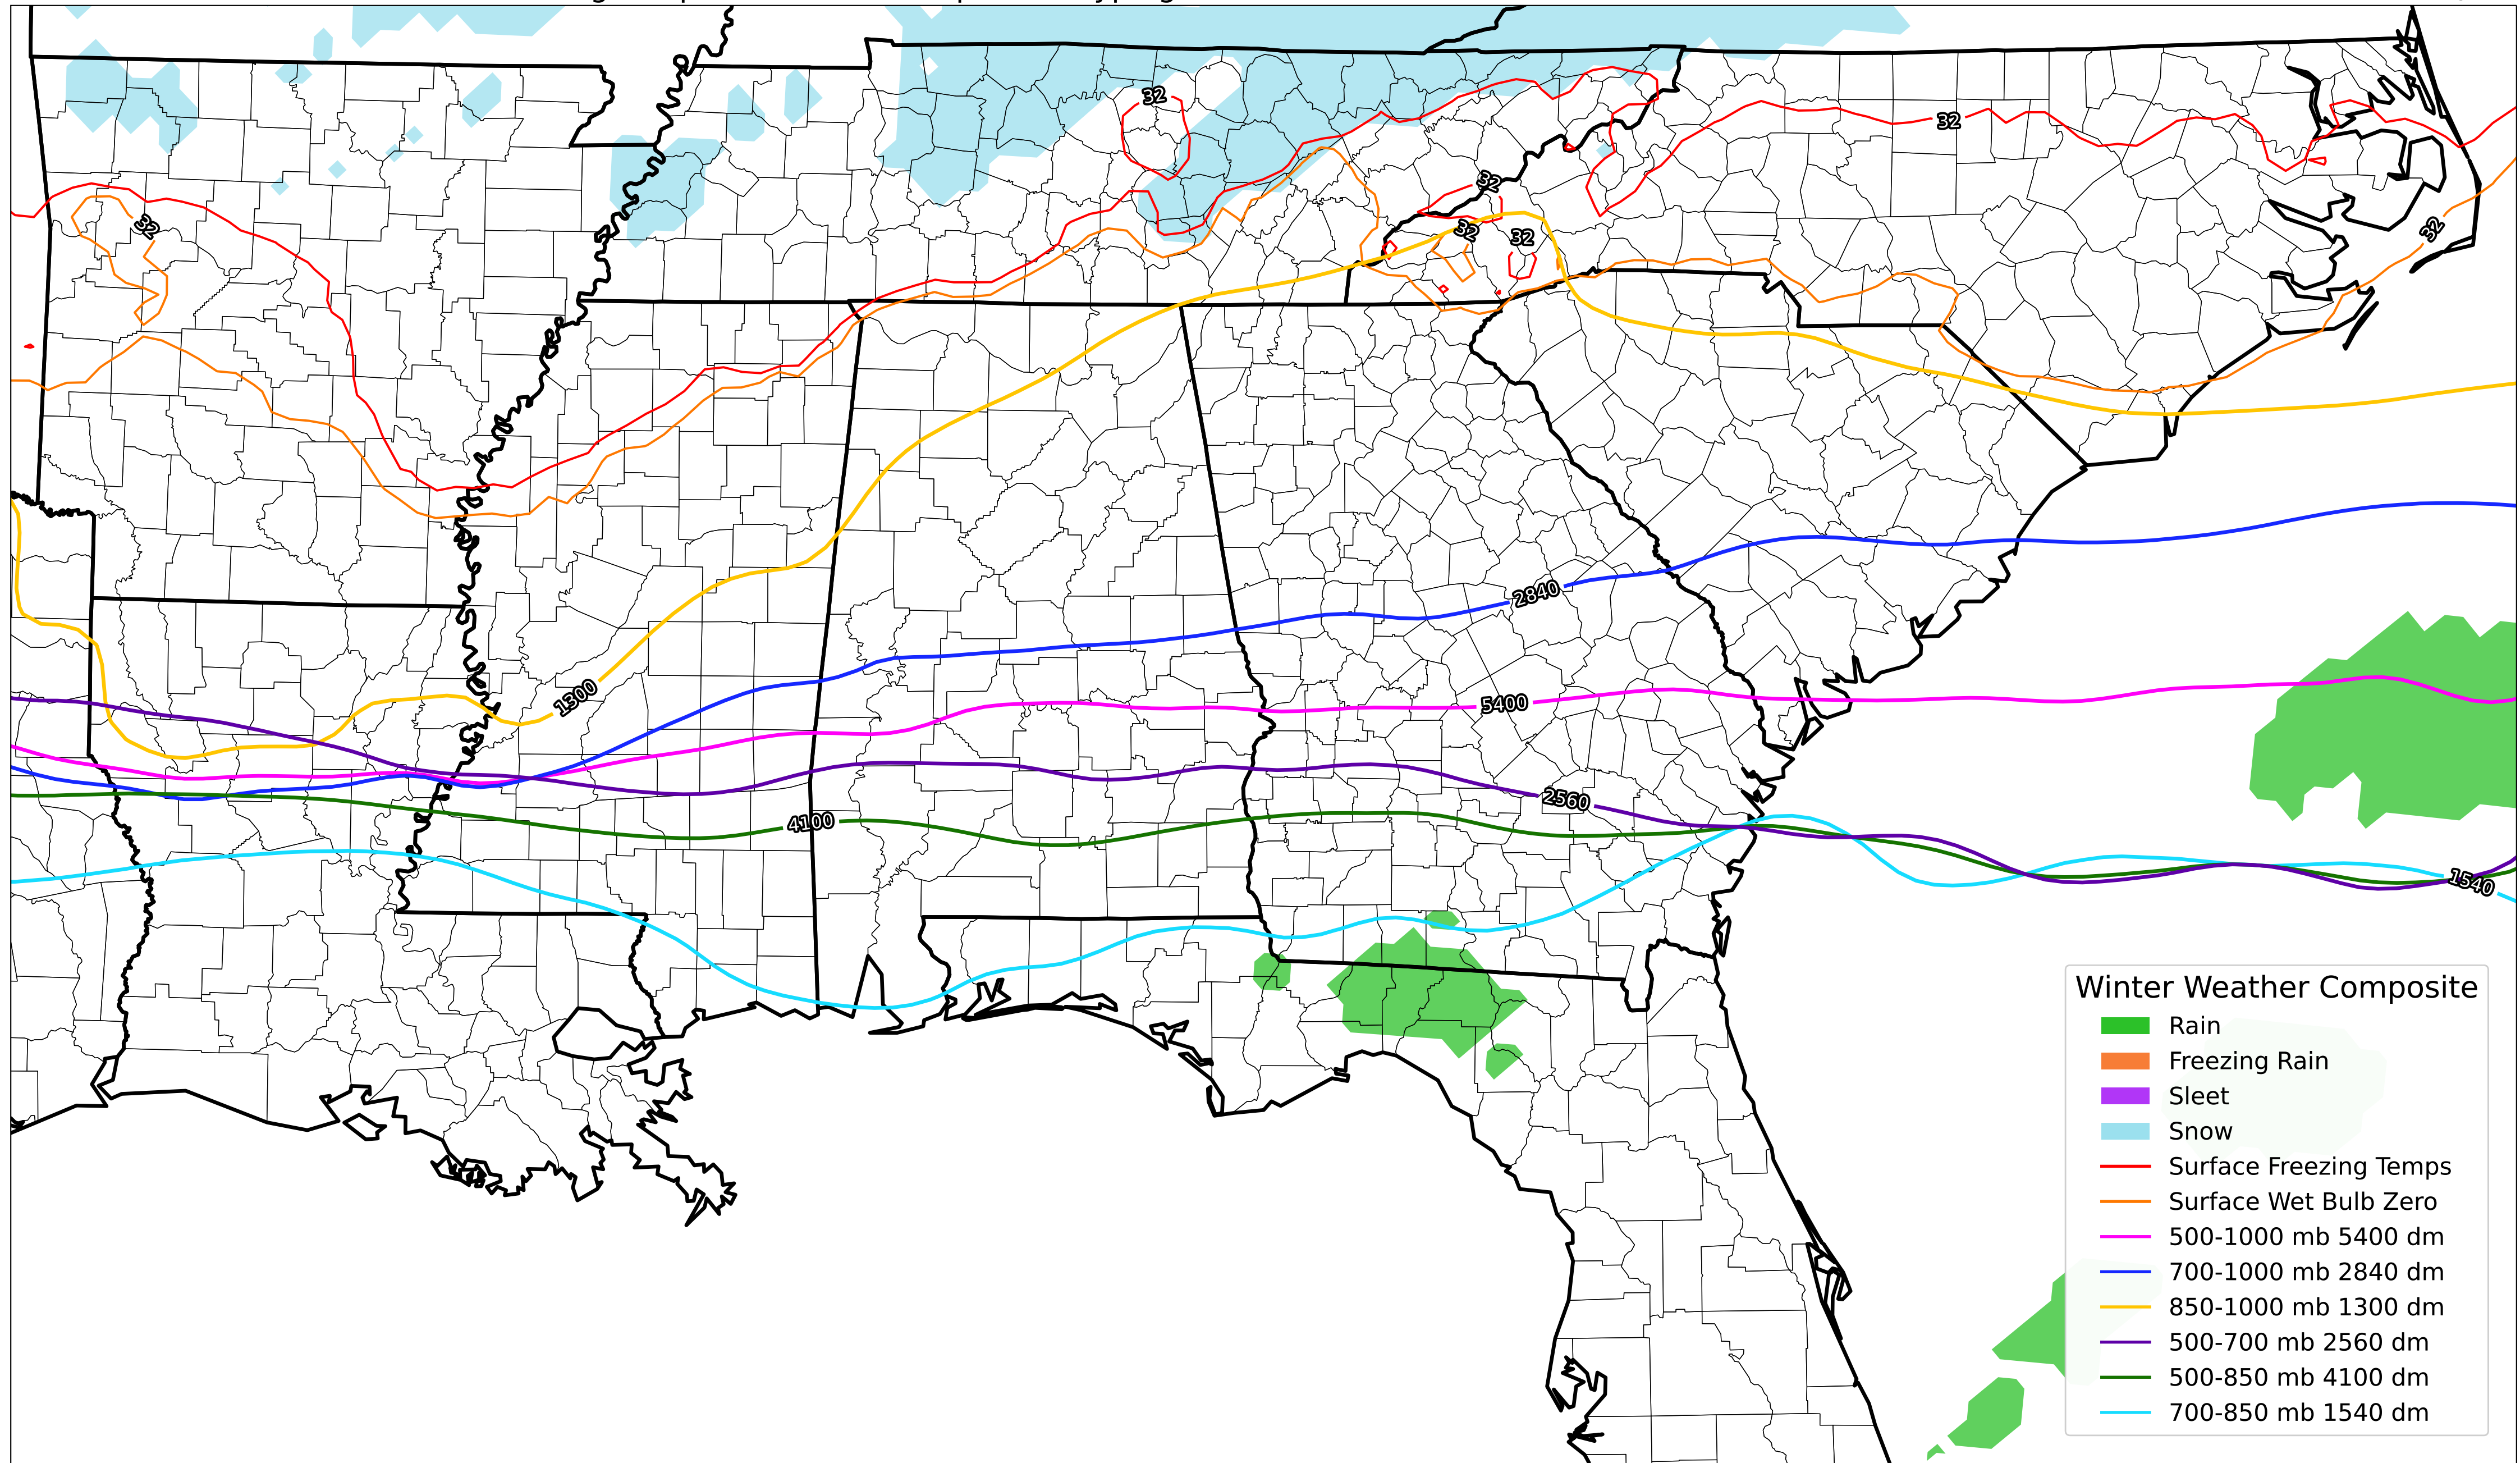 32
32
32
32
32
32
32
2840
1300
5400
2560
4100
1540
Winter Weather Composite
Rain
Freezing Rain
Sleet
Snow
Surface Freezing Temps
Surface Wet Bulb Zero
500-1000 mb 5400 dm
700-1000 mb 2840 dm
850-1000 mb 1300 dm
500-700 mb 2560 dm
500-850 mb 4100 dm
700-850 mb 1540 dm